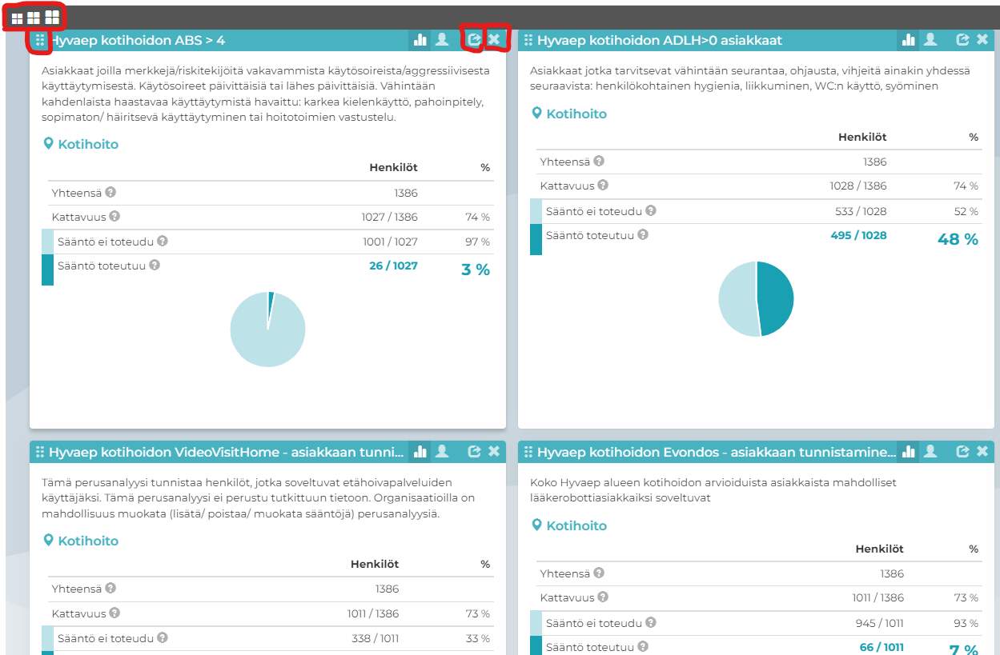 Hyvaep kotihoidon ABS > 4
Asiakkaat joilla merkkejä/riskitekijöitä vakavammista käytösoireista/aggressiivisesta
käyttäytymisestä. Käytösoireet päivittäisiä tai lähes päivittäisiä. Vähintään
kahdenlaista haastavaa käyttäytymistä havaittu: karkea kielenkäyttö, pahoinpitely,
sopimaton/ häiritsevä käyttäytyminen tai hoitotoimien vastustelu.
Kotihoito
Henkilöt %
Yhteensä ? 1386
Kattavuus ? 1027 / 1386 74 %
Sääntö ei toteudu ? 1001 / 1027 97 %
Sääntö toteutuu ? 26 / 1027 3 %
Hyvaep kotihoidon ADLH>0 asiakkaat
Asiakkaat jotka tarvitsevat vähintään seurantaa, ohjausta, vihjeitä ainakin yhdessä
seuraavista: henkilökohtainen hygienia, liikkuminen, WC:n käyttö, syöminen
Kotihoito
Henkilöt %
Yhteensä ? 1386
Kattavuus ? 1028 / 1386 74 %
Sääntö ei toteudu ? 533 / 1028 52 %
Sääntö toteutuu ? 495 / 1028 48 %
Hyvaep kotihoidon VideoVisitHome - asiakkaan tunni...
Tämä perusanalyysi tunnistaa henkilöt, jotka soveltuvat etähoivapalveluiden
käyttäjäksi. Tämä perusanalyysi ei perustu tutkittuun tietoon. Organisaatioilla on
mahdollisuus muokata (lisätä/ poistaa/ muokata sääntöjä) perusanalyysiä.
Kotihoito
Henkilöt %
Yhteensä ? 1386
Kattavuus ? 1011 / 1386 73 %
Sääntö ei toteudu ? 338 / 1011 33 %
Hyvaep kotihoidon Evondos - asiakkaan tunnistamine...
Koko Hyvaep alueen kotihoidon arvioiduista asiakkaista mahdolliset
lääkerobottiasiakkaiksi soveltuvat
Kotihoito
Henkilöt %
Yhteensä ? 1386
Kattavuus ? 1011 / 1386 73 %
Sääntö ei toteudu ? 945 / 1011 93 %
Sääntö toteutuu ? 66 / 1011 7 %